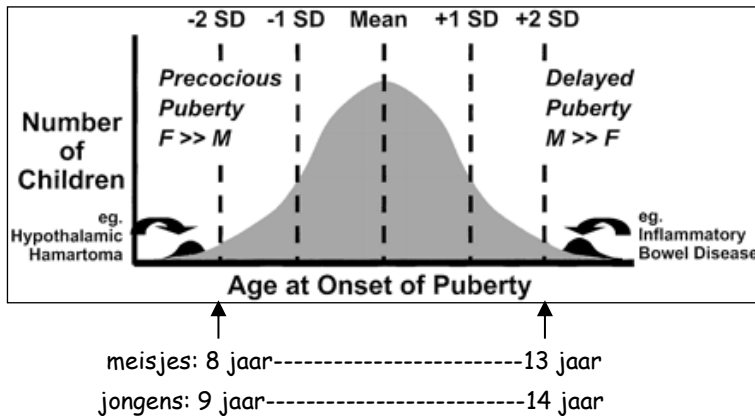 -2 SD -1 SD Mean +1 SD +2 SD
Precocious
Puberty
F >> M
Delayed
Puberty
M >> F
Number
of
Children
eg.
Hypothalamic
Hamartoma
eg.
Inflammatory
Bowel Disease
Age at Onset of Puberty
meisjes: 8 jaar-----------------------------13 jaar
jongens: 9 jaar-----------------------------14 jaar